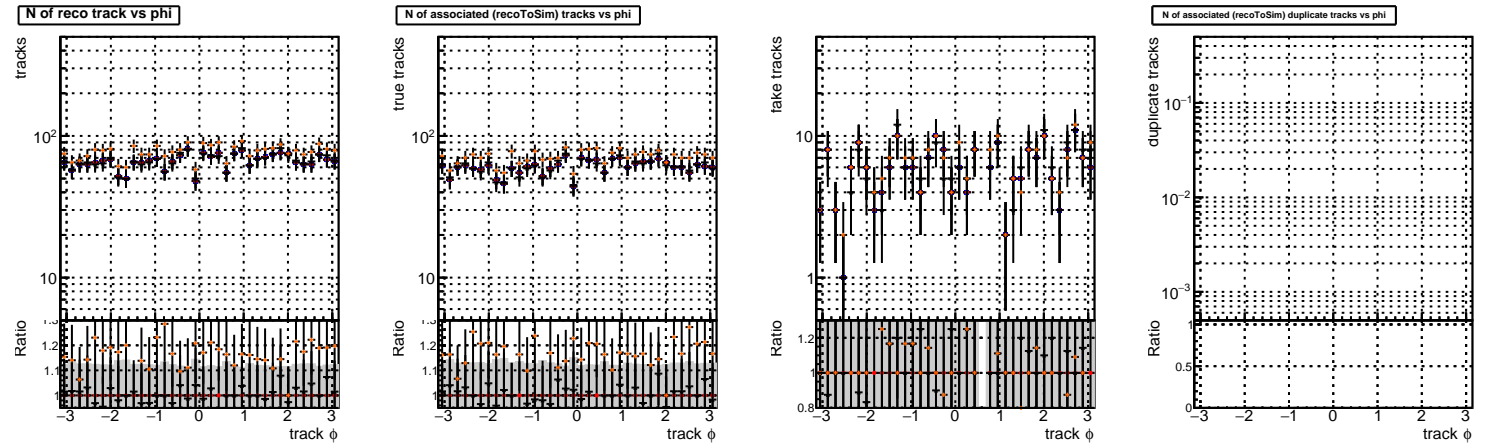 N of reco track vs phi
tracks
10²
10
Ratio
1.3
1.2
1.1
1
−3 −2 −1 0 1 2 3
track ϕ
N of associated (recoToSim) tracks vs phi
true tracks
10²
10
Ratio
1.3
1.2
1.1
1
−3 −2 −1 0 1 2 3
track ϕ
fake tracks
10
1
Ratio
1.2
1
0.8
−3 −2 −1 0 1 2 3
track ϕ
N of associated (recoToSim) duplicate tracks vs phi
duplicate tracks
10⁻¹
10⁻²
10⁻³
Ratio
1
0.5
0
−3 −2 −1 0 1 2 3
track ϕ